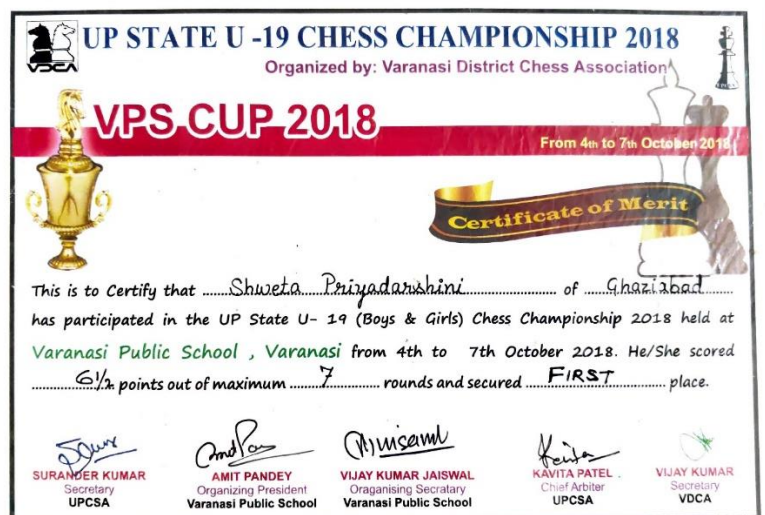 UP STATE U -19 CHESS CHAMPIONSHIP 2018
VDCA
Organized by: Varanasi District Chess Association
VPS CUP 2018
From 4th to 7th October 2018
Certificate of Merit
This is to Certify that Shweta Priyadarshini of Ghaziabad
has participated in the UP State U- 19 (Boys & Girls) Chess Championship 2018 held at
Varanasi Public School , Varanasi from 4th to 7th October 2018. He/She scored
6½ points out of maximum 7 rounds and secured FIRST place.
SURANDER KUMAR
Secretary
UPCSA
AMIT PANDEY
Organizing President
Varanasi Public School
VIJAY KUMAR JAISWAL
Oraganising Secratary
Varanasi Public School
Kavita
KAVITA PATEL
Chief Arbiter
UPCSA
VIJAY KUMAR
Secretary
VDCA